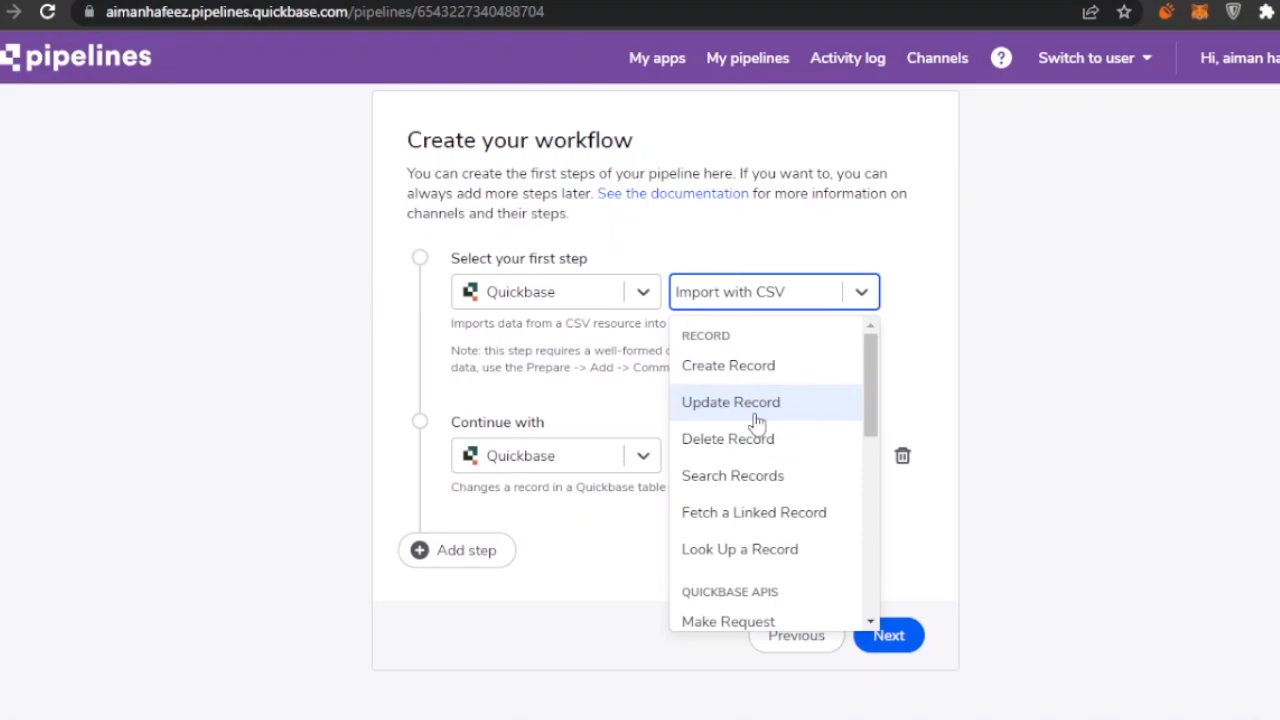 aimanhafeez.pipelines.quickbase.com/pipelines/6543227340488704
pipelines
My apps
My pipelines
Activity log
Channels
?
Switch to user
Hi, aiman ha
Create your workflow
You can create the first steps of your pipeline here. If you want to, you can
always add more steps later. See the documentation for more information on
channels and their steps.
Select your first step
Quickbase
Import with CSV
Imports data from a CSV resource into
Note: this step requires a well-formed
data, use the Prepare -> Add -> Comm
RECORD
Create Record
Update Record
Delete Record
Search Records
Fetch a Linked Record
Look Up a Record
QUICKBASE APIS
Make Request
Continue with
Quickbase
Changes a record in a Quickbase table
Add step
Previous
Next